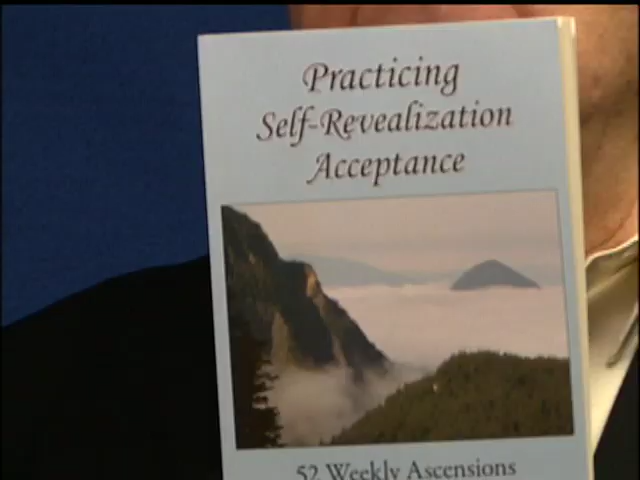 Practicing
Self-Revealization
Acceptance
52 Weekly Ascensions